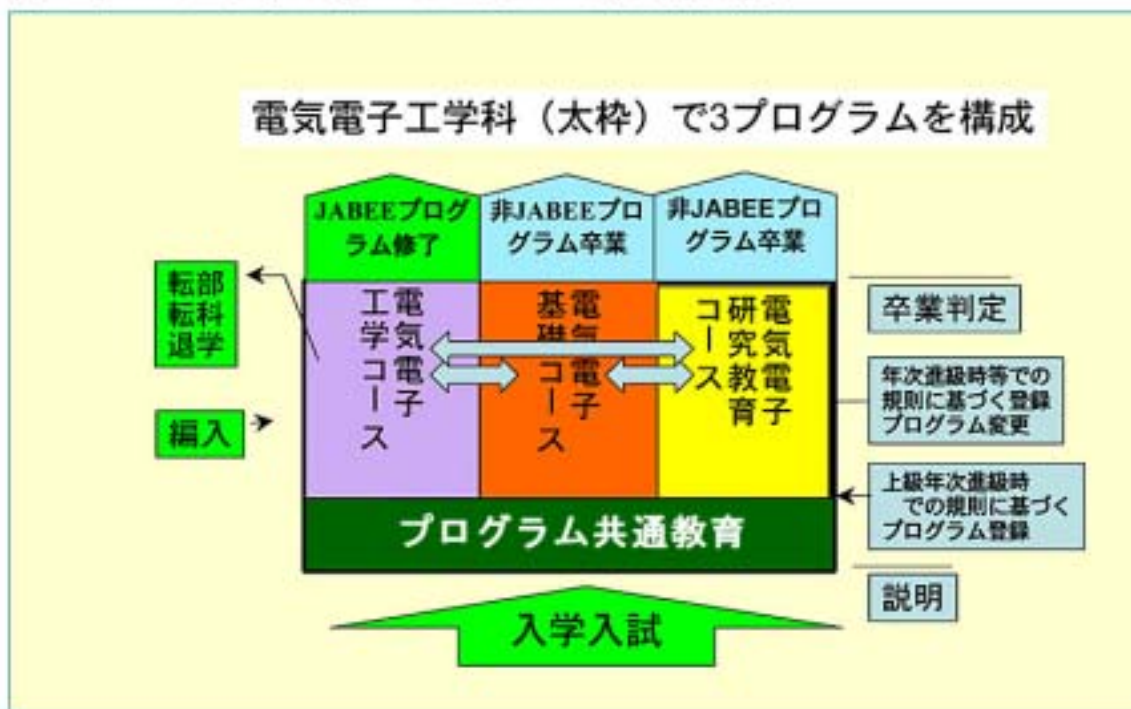 電気電子工学科（太枠）で3プログラムを構成
JABEEプログ
ラム修了
非JABEEプロ
グラム卒業
非JABEEプロ
グラム卒業
転部
転科
退学
編入
電気電子
工学コース
電気電子
基礎コース
電気電子
研究教育
コース
卒業判定
年次進級時等での
規則に基づく登録
プログラム変更
上級年次進級時
での規則に基づく
プログラム登録
説明
プログラム共通教育
入学入試